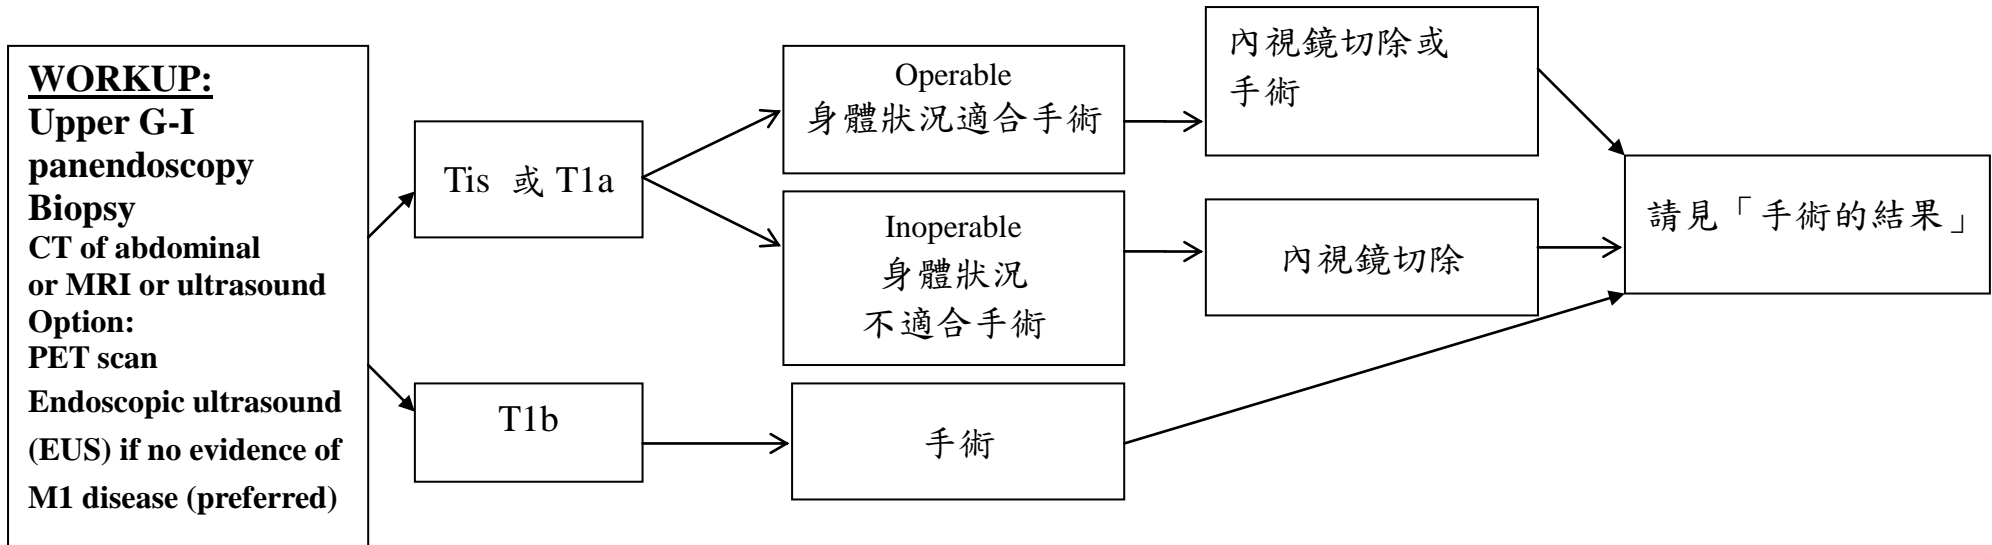 WORKUP:
Upper G-I
panendoscopy
Biopsy
CT of abdominal
or MRI or ultrasound
Option:
PET scan
Endoscopic ultrasound
(EUS) if no evidence of
M1 disease (preferred)
Tis 或 T1a
T1b
Operable
身體狀況適合手術
Inoperable
身體狀況
不適合手術
手術
內視鏡切除或
手術
內視鏡切除
請見「手術的結果」